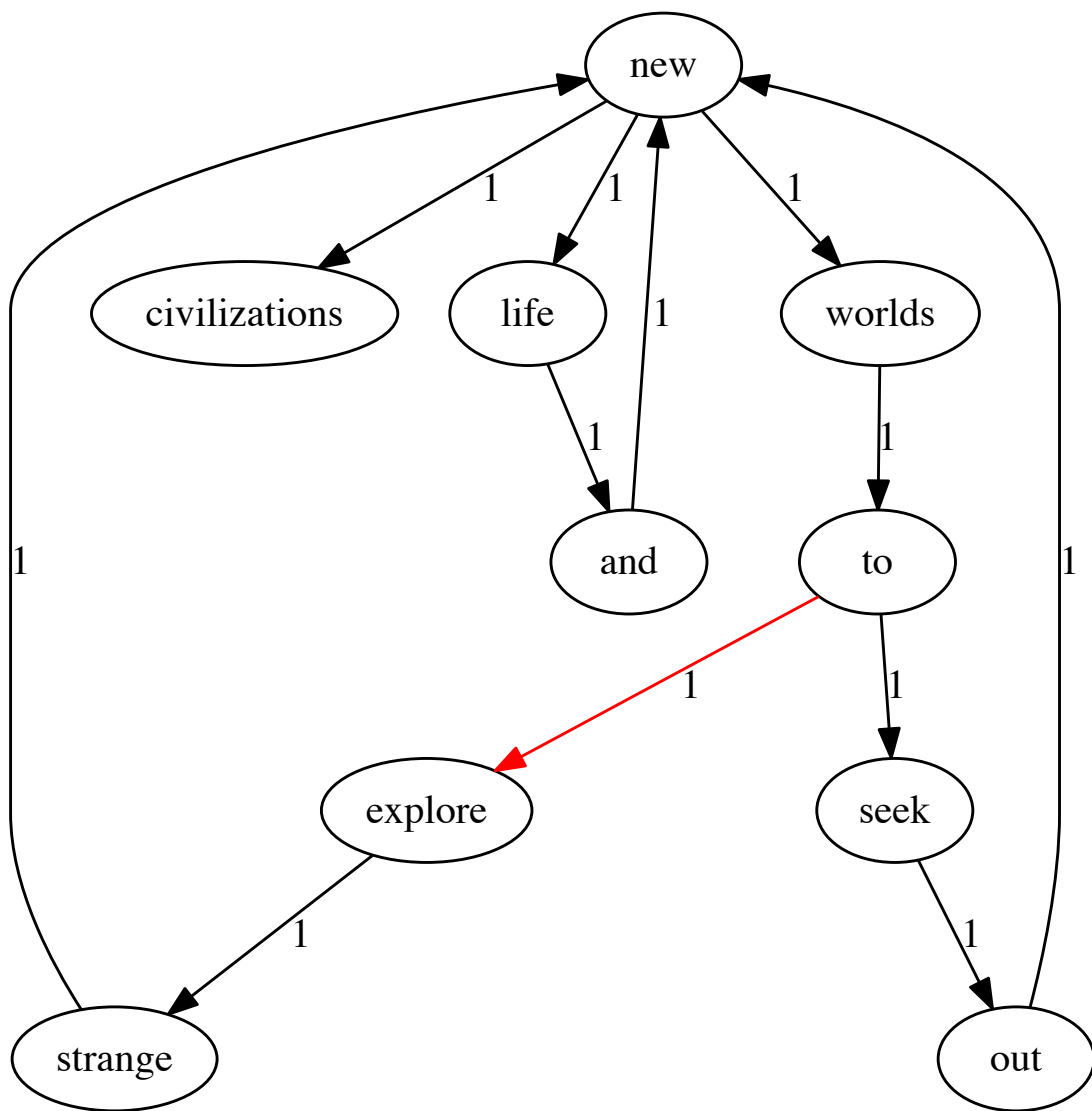 new
1 1 1
civilizations life worlds
1
1 1
and to
1 1
1 1
explore seek
1 1
strange out